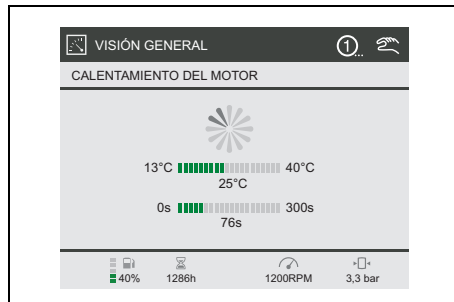 VISIÓN GENERAL 1...
CALENTAMIENTO DEL MOTOR
13°C 40°C
25°C
0s 300s
76s
40% 1286h 1200RPM 3,3 bar